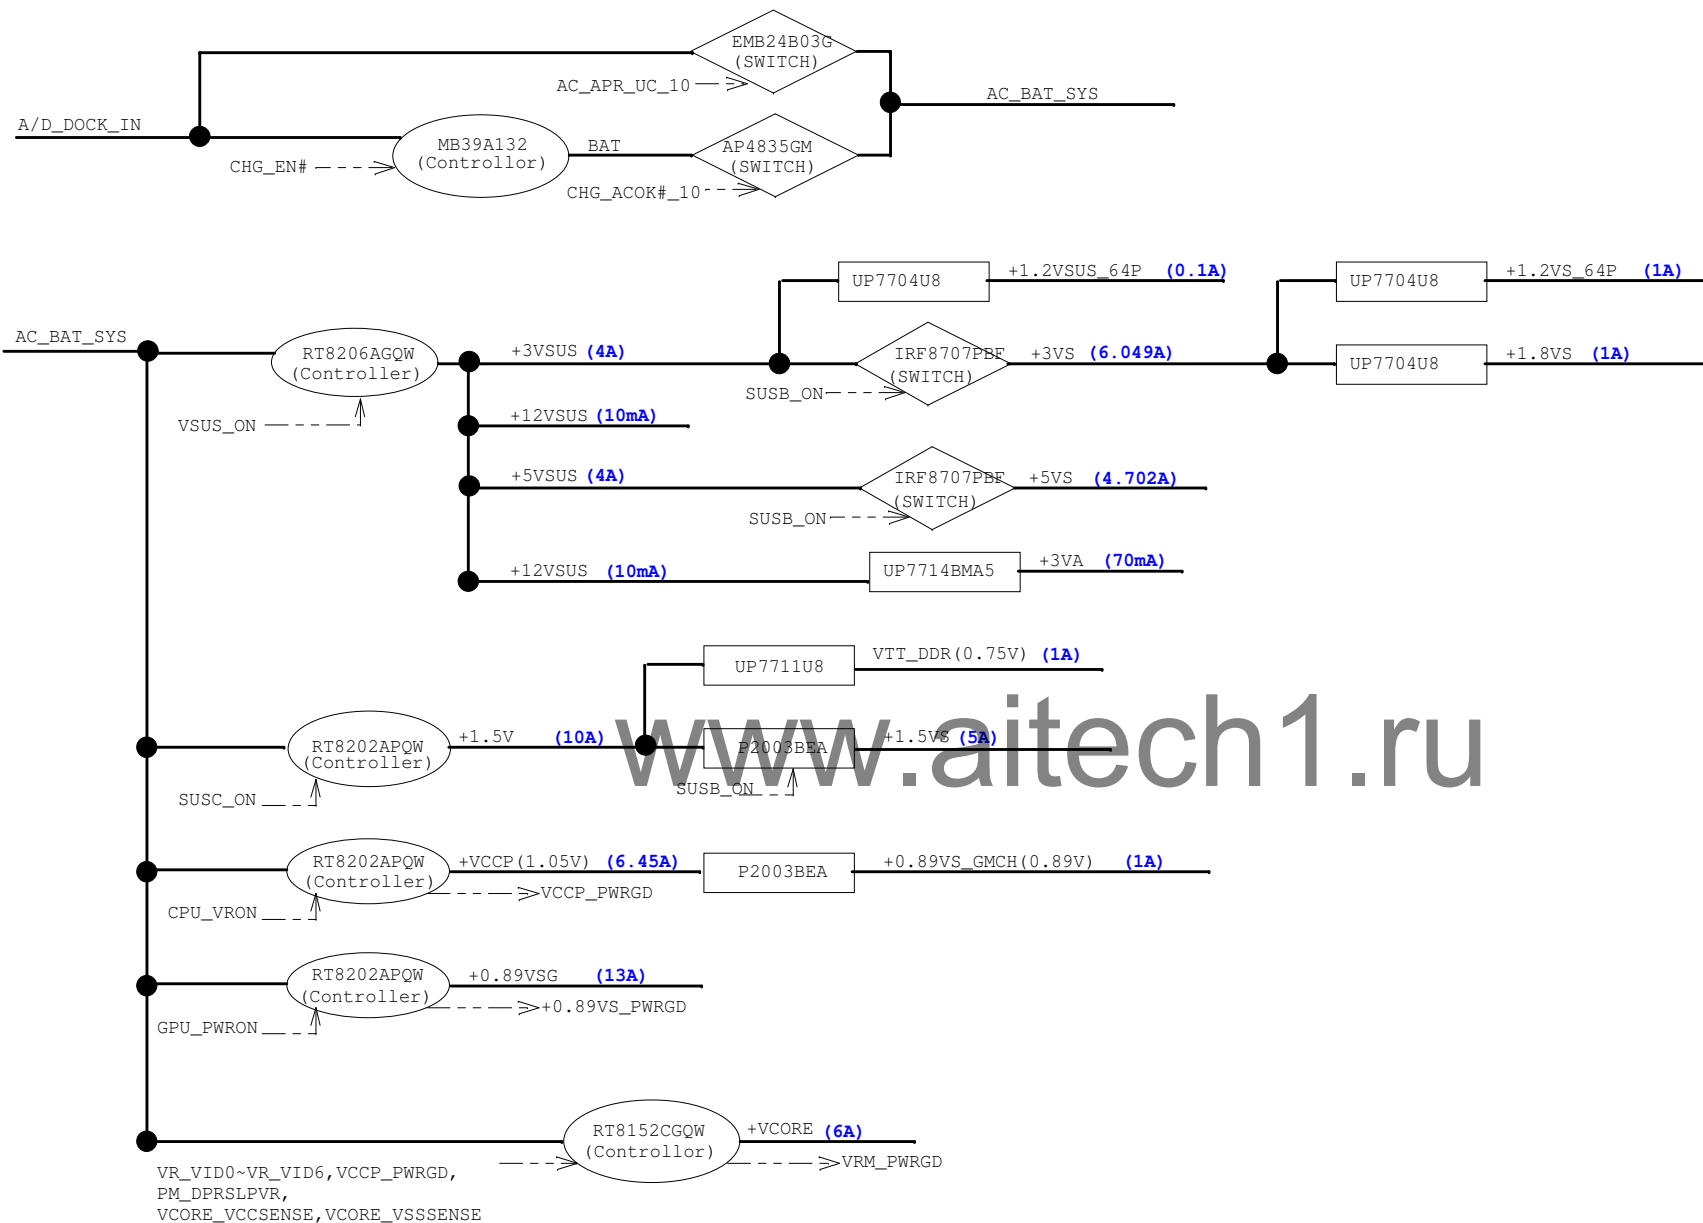 EMB24B03G
(SWITCH)
AC_APR_UC_10
AC_BAT_SYS
A/D_DOCK_IN
MB39A132
(Controllor)
BAT
AP4835GM
(SWITCH)
CHG_EN#
CHG_ACOK#_10
UP7704U8
+1.2VSUS_64P (0.1A)
UP7704U8
+1.2VS_64P (1A)
AC_BAT_SYS
RT8206AGQW
(Controller)
+3VSUS (4A)
IRF8707PBF
(SWITCH)
+3VS (6.049A)
UP7704U8
+1.8VS (1A)
SUSB_ON
VSUS_ON
+12VSUS (10mA)
+5VSUS (4A)
IRF8707PBF
(SWITCH)
+5VS (4.702A)
SUSB_ON
+12VSUS (10mA)
UP7714BMA5
+3VA (70mA)
UP7711U8
VTT_DDR(0.75V) (1A)
RT8202APQW
(Controller)
+1.5V (10A)
P2003BEA
+1.5VS (5A)
www.aitech1.ru
SUSC_ON
SUSB_ON
RT8202APQW
(Controller)
+VCCP(1.05V) (6.45A)
P2003BEA
+0.89VS_GMCH(0.89V) (1A)
VCCP_PWRGD
CPU_VRON
RT8202APQW
(Controller)
+0.89VSG (13A)
+0.89VS_PWRGD
GPU_PWRON
RT8152CGQW
(Controllor)
+VCORE (6A)
VRM_PWRGD
VR_VID0~VR_VID6,VCCP_PWRGD,
PM_DPRSLPVR,
VCORE_VCCSENSE,VCORE_VSSSENSE